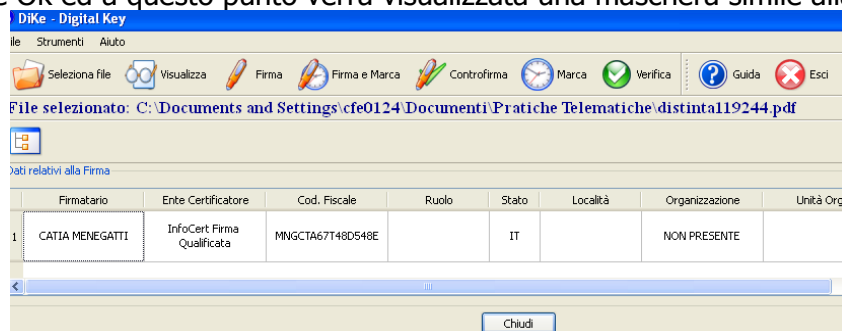 e Ok ed a questo punto verrà visualizzata una maschera simile all
DiKe - Digital Key
ile Strumenti Aiuto
Seleziona file Visualizza Firma Firma e Marca Controfirma Marca Verifica Guida Esci
File selezionato: C:\Documents and Settings\cfe0124\Documenti\Pratiche Telematiche\distinta119244.pdf
Dati relativi alla Firma
Firmatario Ente Certificatore Cod. Fiscale Ruolo Stato Località Organizzazione Unità Org
1 CATIA MENEGATTI InfoCert Firma Qualificata MNGCTA67T48D548E IT NON PRESENTE
Chiudi